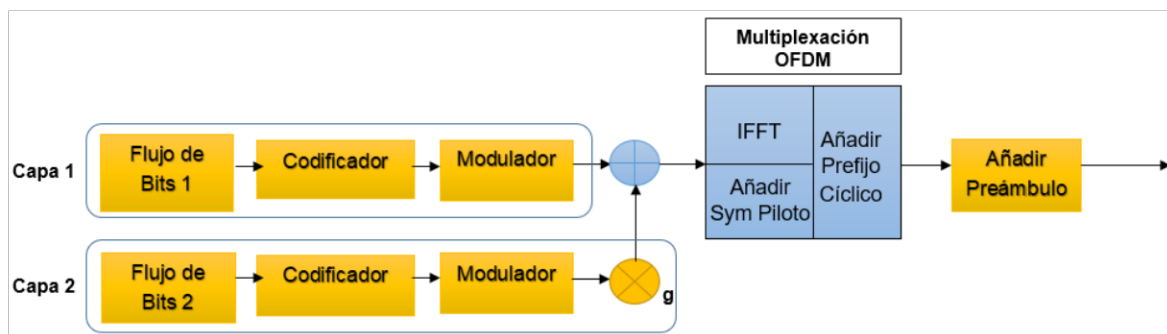 Multiplexación
OFDM
Capa 1
Flujo de
Bits 1
Codificador
Modulador
IFFT
Añadir
Sym Piloto
Añadir
Prefijo
Cíclico
Añadir
Preámbulo
Capa 2
Flujo de
Bits 2
Codificador
Modulador
g